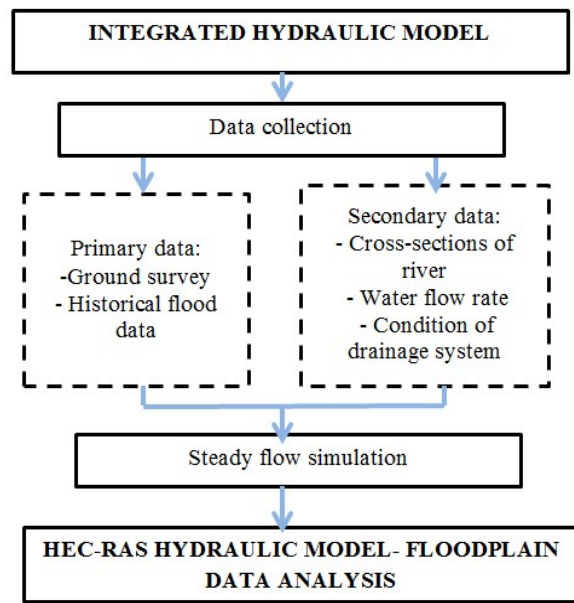 INTEGRATED HYDRAULIC MODEL
Data collection
Primary data:
-Ground survey
- Historical flood
data
Secondary data:
- Cross-sections of
river
- Water flow rate
- Condition of
drainage system
Steady flow simulation
HEC-RAS HYDRAULIC MODEL- FLOODPLAIN
DATA ANALYSIS